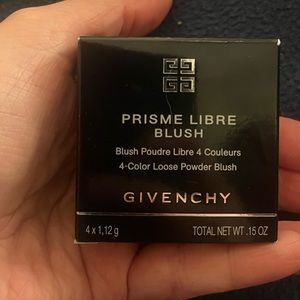 PRISME LIBRE
BLUSH
Blush Poudre Libre 4 Couleurs
4-Color Loose Powder Blush
GIVENCHY
4 x 1,12 g
TOTAL NET WT .15 OZ